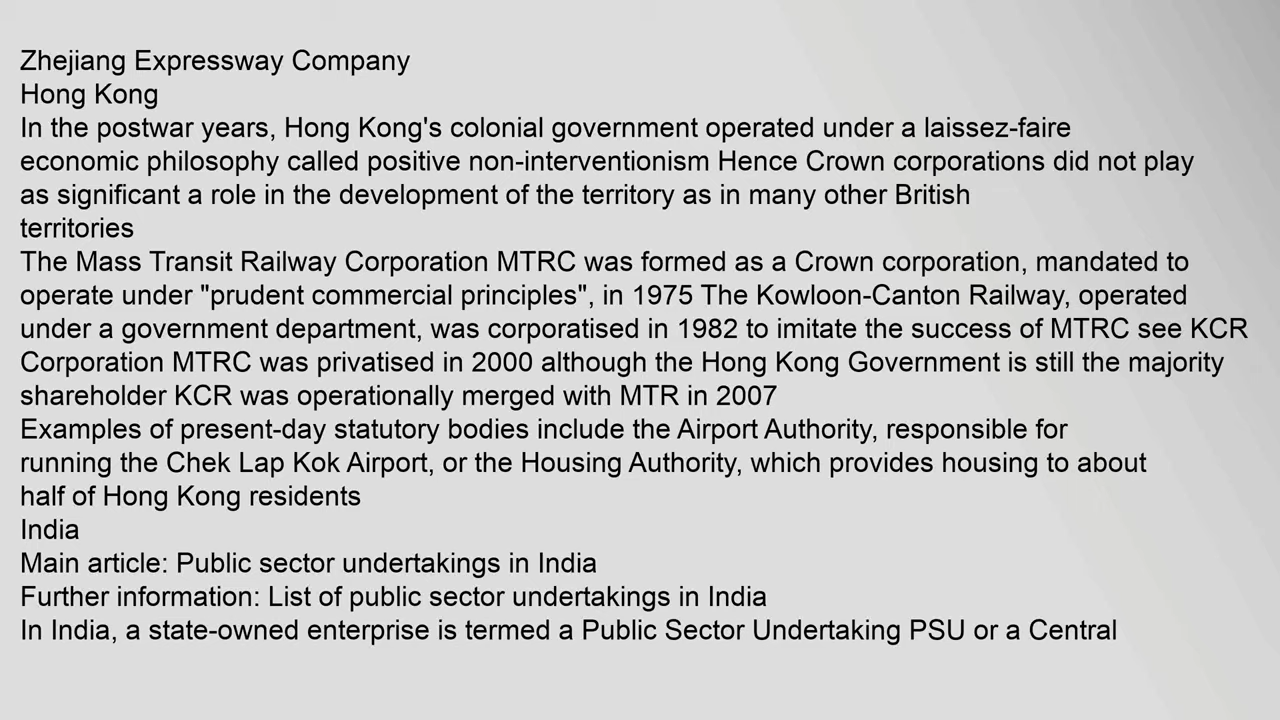 Zhejiang Expressway Company
Hong Kong
In the postwar years, Hong Kong's colonial government operated under a laissez-faire
economic philosophy called positive non-interventionism Hence Crown corporations did not play
as significant a role in the development of the territory as in many other British
territories
The Mass Transit Railway Corporation MTRC was formed as a Crown corporation, mandated to
operate under "prudent commercial principles", in 1975 The Kowloon-Canton Railway, operated
under a government department, was corporatised in 1982 to imitate the success of MTRC see KCR
Corporation MTRC was privatised in 2000 although the Hong Kong Government is still the majority
shareholder KCR was operationally merged with MTR in 2007
Examples of present-day statutory bodies include the Airport Authority, responsible for
running the Chek Lap Kok Airport, or the Housing Authority, which provides housing to about
half of Hong Kong residents
India
Main article: Public sector undertakings in India
Further information: List of public sector undertakings in India
In India, a state-owned enterprise is termed a Public Sector Undertaking PSU or a Central